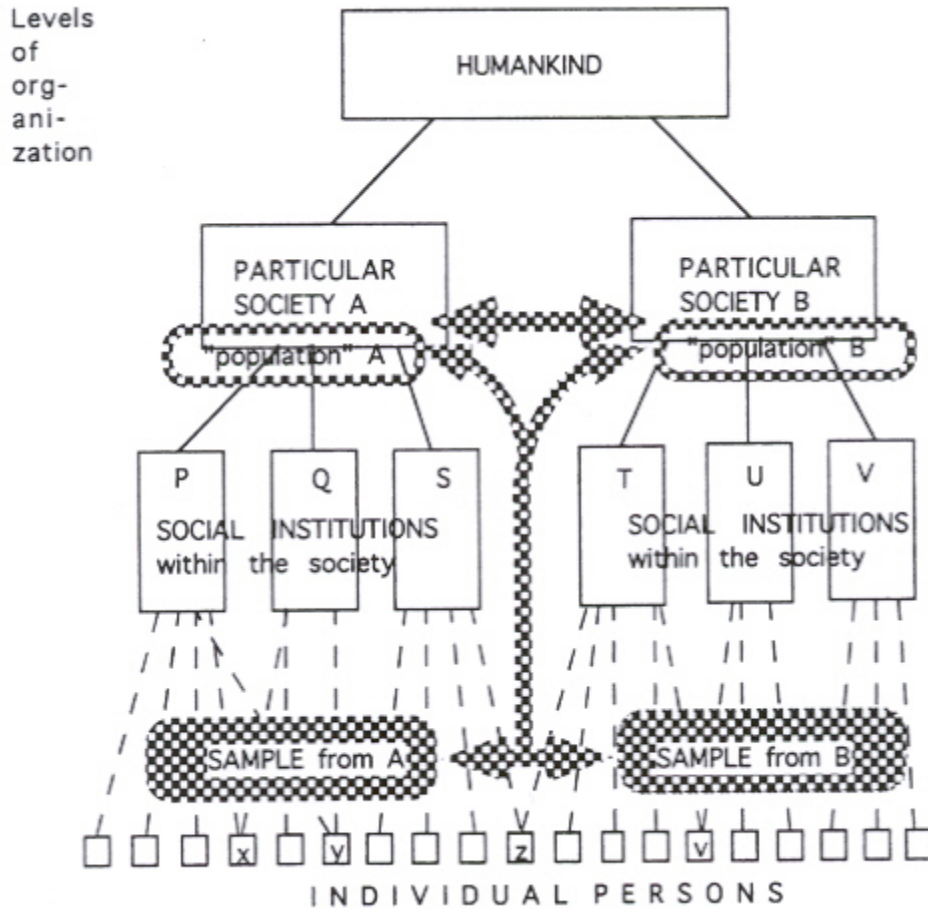 Levels
of
org-
ani-
zation
HUMANKIND
PARTICULAR
SOCIETY A
"population" A
PARTICULAR
SOCIETY B
"population" B
P Q S
SOCIAL INSTITUTIONS
within the society
T U V
SOCIAL INSTITUTIONS
within the society
SAMPLE from A
SAMPLE from B
x y z v
INDIVIDUAL PERSONS